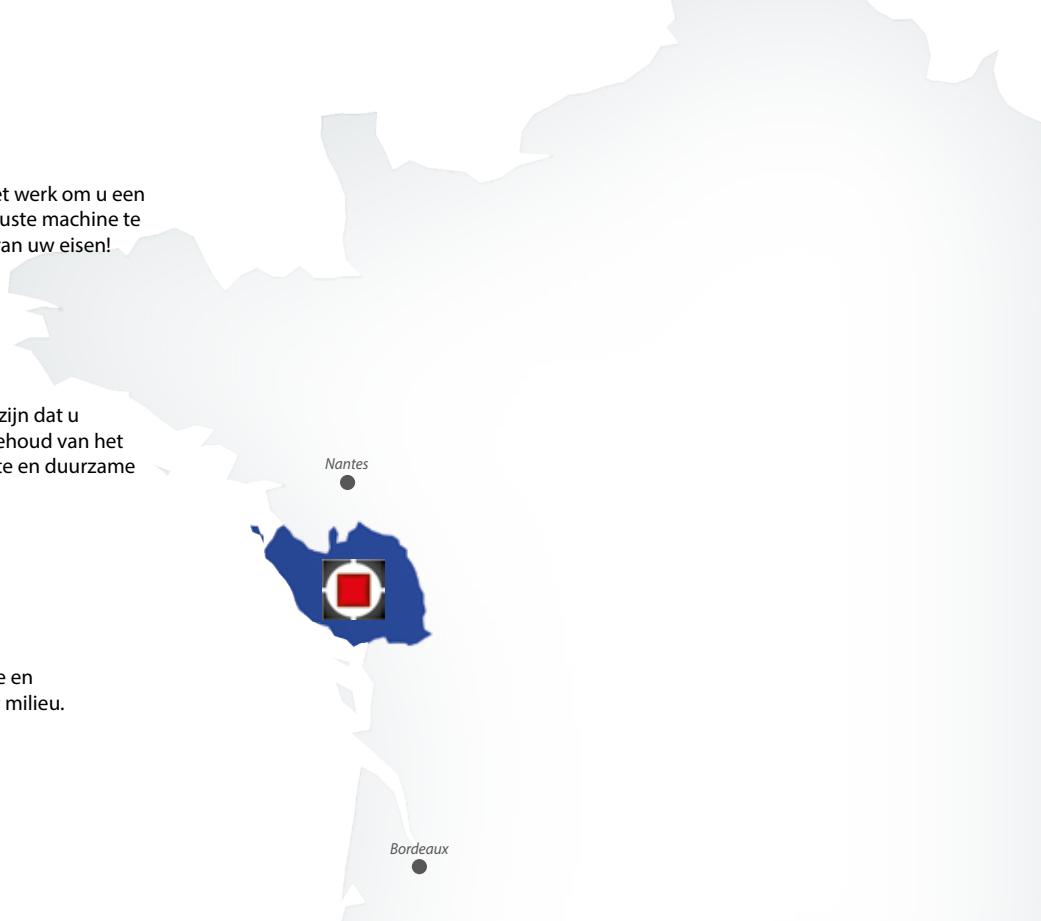 et werk om u een
uste machine te
an uw eisen!
zijn dat u
ehoud van het
te en duurzame
Nantes
e en
milieu.
Bordeaux